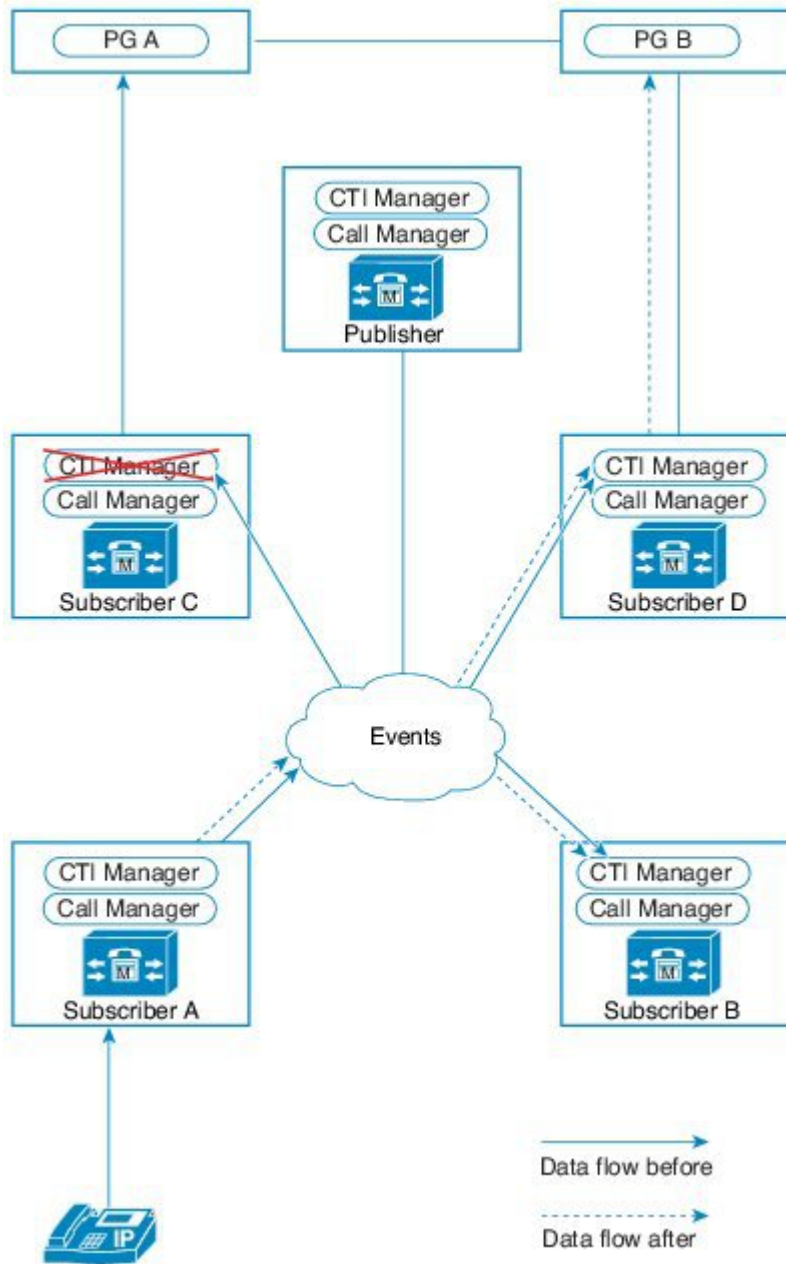 PG A
PG B
CTI Manager
Call Manager
M
Publisher
CTI Manager
Call Manager
M
Subscriber C
CTI Manager
Call Manager
M
Subscriber D
Events
CTI Manager
Call Manager
M
Subscriber A
CTI Manager
Call Manager
M
Subscriber B
Data flow before
Data flow after
IP